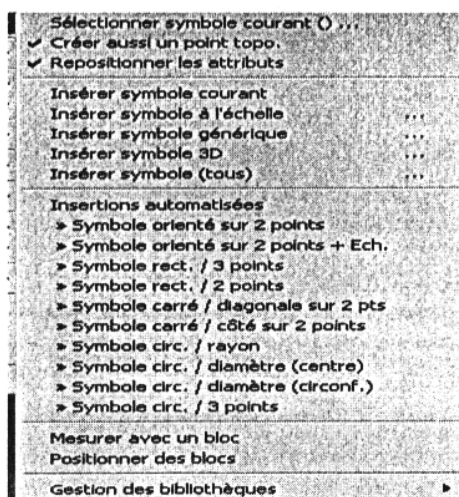 Sélectionner symbole courant () ...
✓ Créer aussi un point topo.
✓ Repositionner les attributs
Insérer symbole courant
Insérer symbole à l'échelle ...
Insérer symbole générique ...
Insérer symbole 3D ...
Insérer symbole (tous) ...
Insertions automatisées
» Symbole orienté sur 2 points
» Symbole orienté sur 2 points + Ech.
» Symbole rect. / 3 points
» Symbole rect. / 2 points
» Symbole carré / diagonale sur 2 pts
» Symbole carré / côté sur 2 points
» Symbole circ. / rayon
» Symbole circ. / diamètre (centre)
» Symbole circ. / diamètre (circonf.)
» Symbole circ. / 3 points
Mesurer avec un bloc
Positionner des blocs
Gestion des bibliothèques ▶